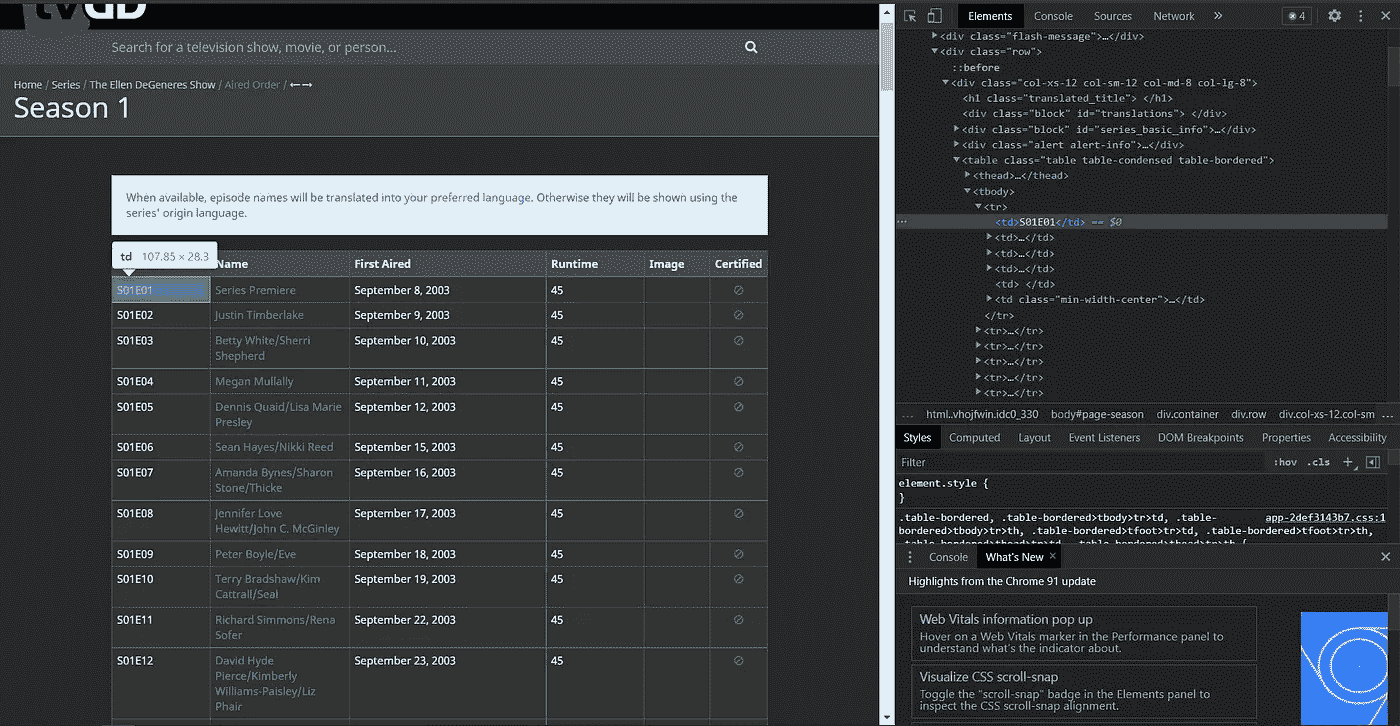 tvDB
Search for a television show, movie, or person...
Home / Series / The Ellen DeGeneres Show / Aired Order / ←→
Season 1
When available, episode names will be translated into your preferred language. Otherwise they will be shown using the
series' origin language.
td 107.85 × 28.3
Name First Aired Runtime Image Certified
S01E01 Series Premiere September 8, 2003 45
S01E02 Justin Timberlake September 9, 2003 45
S01E03 Betty White/Sherri September 10, 2003 45
Shepherd
S01E04 Megan Mullally September 11, 2003 45
S01E05 Dennis Quaid/Lisa Marie September 12, 2003 45
Presley
S01E06 Sean Hayes/Nikki Reed September 15, 2003 45
S01E07 Amanda Bynes/Sharon September 16, 2003 45
Stone/Thicke
S01E08 Jennifer Love September 17, 2003 45
Hewitt/John C. McGinley
S01E09 Peter Boyle/Eve September 18, 2003 45
S01E10 Terry Bradshaw/Kim September 19, 2003 45
Cattrall/Seal
S01E11 Richard Simmons/Rena September 22, 2003 45
Sofer
S01E12 David Hyde September 23, 2003 45
Pierce/Kimberly
Williams-Paisley/Liz
Phair
Elements Console Sources Network » 4
<div class="flash-message">…</div>
<div class="row">
::before
<div class="col-xs-12 col-sm-12 col-md-8 col-lg-8">
<h1 class="translated_title"> </h1>
<div class="block" id="translations"> </div>
<div class="block" id="series_basic_info">…</div>
<div class="alert alert-info">…</div>
<table class="table table-condensed table-bordered">
<thead>…</thead>
<tbody>
<tr>
<td>S01E01</td> == $0
<td>…</td>
<td>…</td>
<td>…</td>
<td> </td>
<td class="min-width-center">…</td>
</tr>
<tr>…</tr>
<tr>…</tr>
<tr>…</tr>
<tr>…</tr>
<tr>…</tr>
... html..vhojfwin.idc0_330 body#page-season div.container div.row div.col-xs-12.col-sm ...
Styles Computed Layout Event Listeners DOM Breakpoints Properties Accessibility
Filter :hov .cls +
element.style {
}
.table-bordered, .table- app-2def3143b7.css:1
bordered>tbody>tr>td, .table-bordered>tfoot>tr>td, .table-bordered>tfoot>tr>th,
.table-bordered>thead>tr>td, .table-bordered>thead>tr>th {
Console What's New ×
Highlights from the Chrome 91 update
Web Vitals information pop up
Hover on a Web Vitals marker in the Performance panel to
understand what's the indicator about.
Visualize CSS scroll-snap
Toggle the "scroll-snap" badge in the Elements panel to
inspect the CSS scroll-snap alignment.